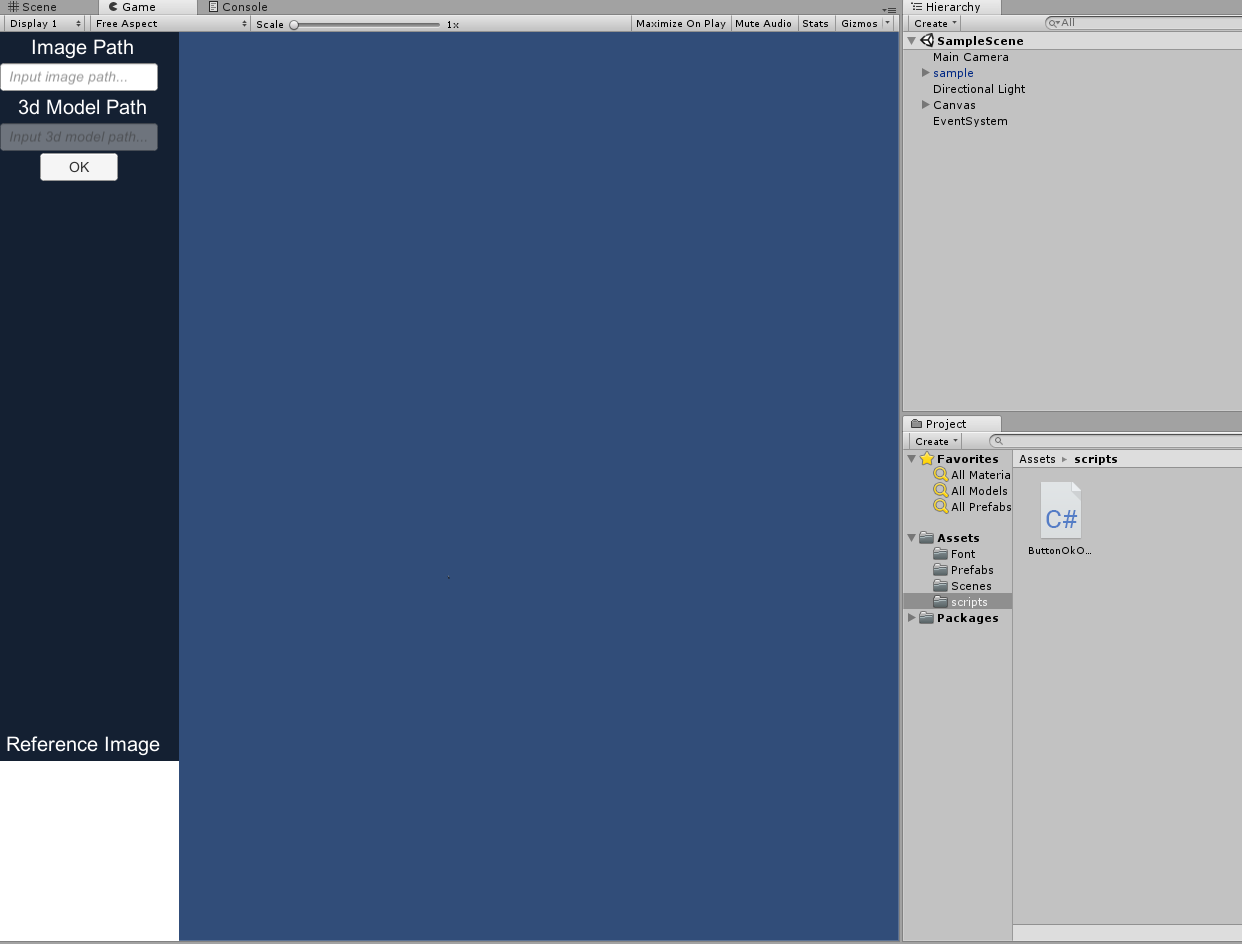 Scene Game Console
Display 1 Free Aspect Scale 1x Maximize On Play Mute Audio Stats Gizmos
Image Path
Input image path...
3d Model Path
Input 3d model path...
OK
Reference Image
Hierarchy
Create All
SampleScene
Main Camera
sample
Directional Light
Canvas
EventSystem
Project
Create
Favorites
All Materia
All Models
All Prefabs
Assets
Font
Prefabs
Scenes
scripts
Packages
Assets scripts
C#
ButtonOkO...